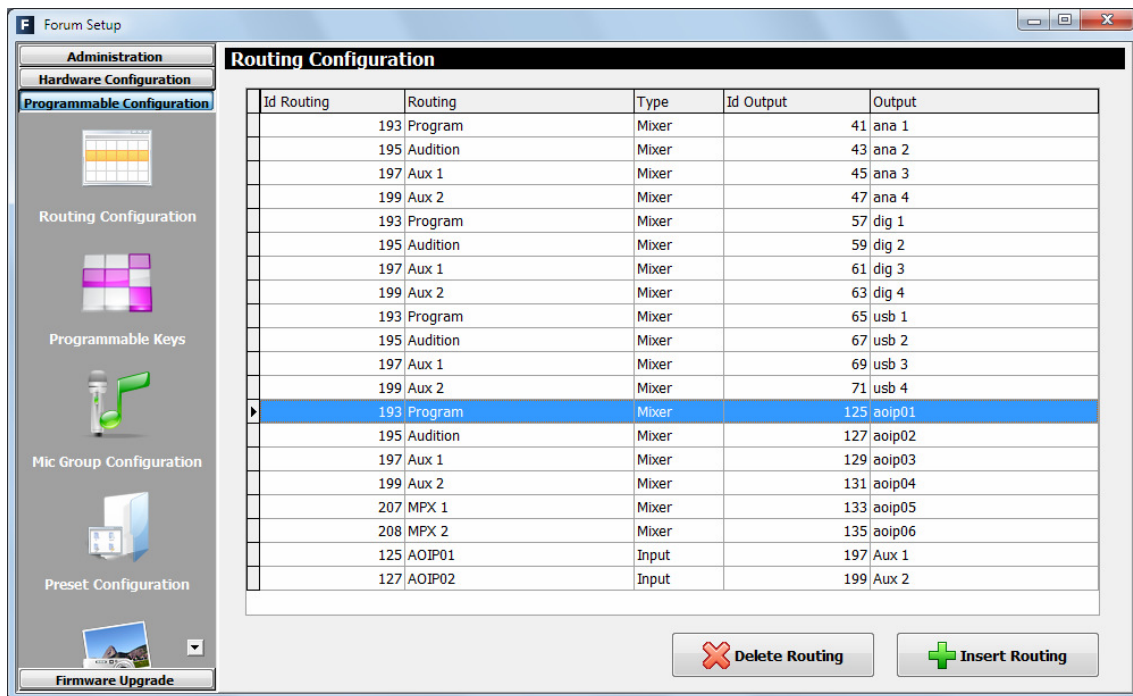 F Forum Setup
Administration
Hardware Configuration
Programmable Configuration
Routing Configuration
Programmable Keys
Mic Group Configuration
Preset Configuration
Firmware Upgrade
Routing Configuration
Id Routing Routing Type Id Output Output
193 Program Mixer 41 ana 1
195 Audition Mixer 43 ana 2
197 Aux 1 Mixer 45 ana 3
199 Aux 2 Mixer 47 ana 4
193 Program Mixer 57 dig 1
195 Audition Mixer 59 dig 2
197 Aux 1 Mixer 61 dig 3
199 Aux 2 Mixer 63 dig 4
193 Program Mixer 65 usb 1
195 Audition Mixer 67 usb 2
197 Aux 1 Mixer 69 usb 3
199 Aux 2 Mixer 71 usb 4
193 Program Mixer 125 aoip01
195 Audition Mixer 127 aoip02
197 Aux 1 Mixer 129 aoip03
199 Aux 2 Mixer 131 aoip04
207 MPX 1 Mixer 133 aoip05
208 MPX 2 Mixer 135 aoip06
125 AOIP01 Input 197 Aux 1
127 AOIP02 Input 199 Aux 2
Delete Routing
Insert Routing